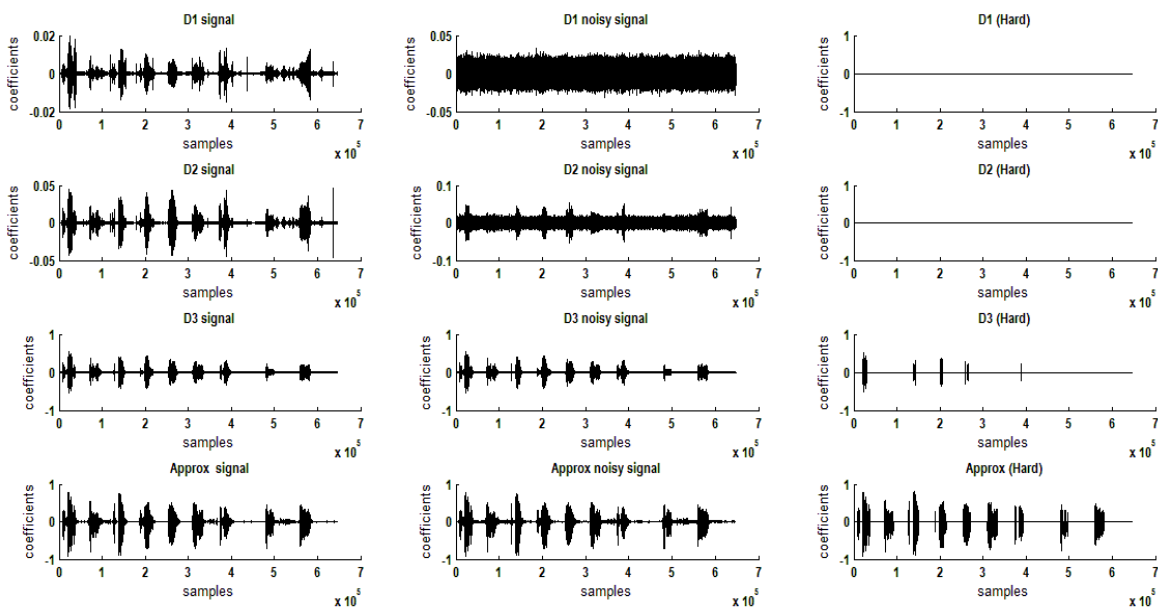 D1 signal
D1 noisy signal
D1 (Hard)
coefficients
0.02
0
-0.02
0 1 2 3 4 5 6 7
samples
x 10^5
coefficients
0.05
0
-0.05
0 1 2 3 4 5 6 7
samples
x 10^5
coefficients
1
0
-1
0 1 2 3 4 5 6 7
samples
x 10^5
D2 signal
D2 noisy signal
D2 (Hard)
coefficients
0.05
0
-0.05
0 1 2 3 4 5 6 7
samples
x 10^5
coefficients
0.1
0
-0.1
0 1 2 3 4 5 6 7
samples
x 10^5
coefficients
1
0
-1
0 1 2 3 4 5 6 7
samples
x 10^5
D3 signal
D3 noisy signal
D3 (Hard)
coefficients
1
0
-1
0 1 2 3 4 5 6 7
samples
x 10^5
coefficients
1
0
-1
0 1 2 3 4 5 6 7
samples
x 10^5
coefficients
1
0
-1
0 1 2 3 4 5 6 7
samples
x 10^5
Approx signal
Approx noisy signal
Approx (Hard)
coefficients
1
0
-1
0 1 2 3 4 5 6 7
samples
x 10^5
coefficients
1
0
-1
0 1 2 3 4 5 6 7
samples
x 10^5
coefficients
1
0
-1
0 1 2 3 4 5 6 7
samples
x 10^5